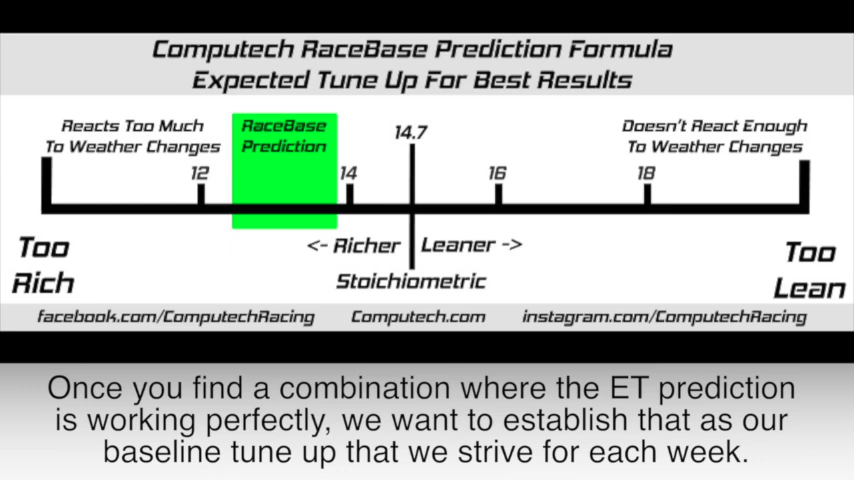 Computech RaceBase Prediction Formula
Expected Tune Up For Best Results
Reacts Too Much
To Weather Changes
RaceBase
Prediction
14.7
Doesn't React Enough
To Weather Changes
12
14
16
18
<- Richer
Leaner ->
Too
Rich
Stoichiometric
Too
Lean
facebook.com/ComputechRacing
Computech.com
instagram.com/ComputechRacing
Once you find a combination where the ET prediction
is working perfectly, we want to establish that as our
baseline tune up that we strive for each week.